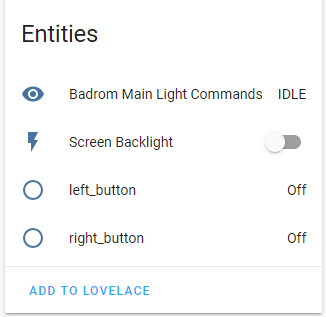 Entities
Badrom Main Light Commands IDLE
Screen Backlight
left_button Off
right_button Off
ADD TO LOVELACE